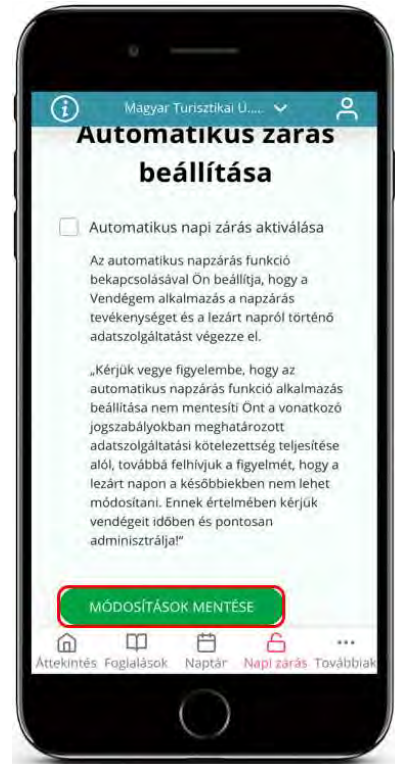 Magyar Turisztikai Ü....
Automatikus zárás
beállítása
Automatikus napi zárás aktiválása
Az automatikus napzárás funkció
bekapcsolásával Ön beállítja, hogy a
Vendégem alkalmazás a napzárás
tevékenységet és a lezárt napról történő
adatszolgáltatást végezze el.
„Kérjük vegye figyelembe, hogy az
automatikus napzárás funkció alkalmazás
beállítása nem mentesíti Önt a vonatkozó
jogszabályokban meghatározott
adatszolgáltatási kötelezettség teljesítése
alól, továbbá felhívjuk a figyelmét, hogy a
lezárt napon a későbbiekben nem lehet
módosítani. Ennek értelmében kérjük
vendégeit időben és pontosan
adminisztrálja!“
MÓDOSÍTÁSOK MENTÉSE
Áttekintés Foglalások Naptár Napi zárás Továbbiak